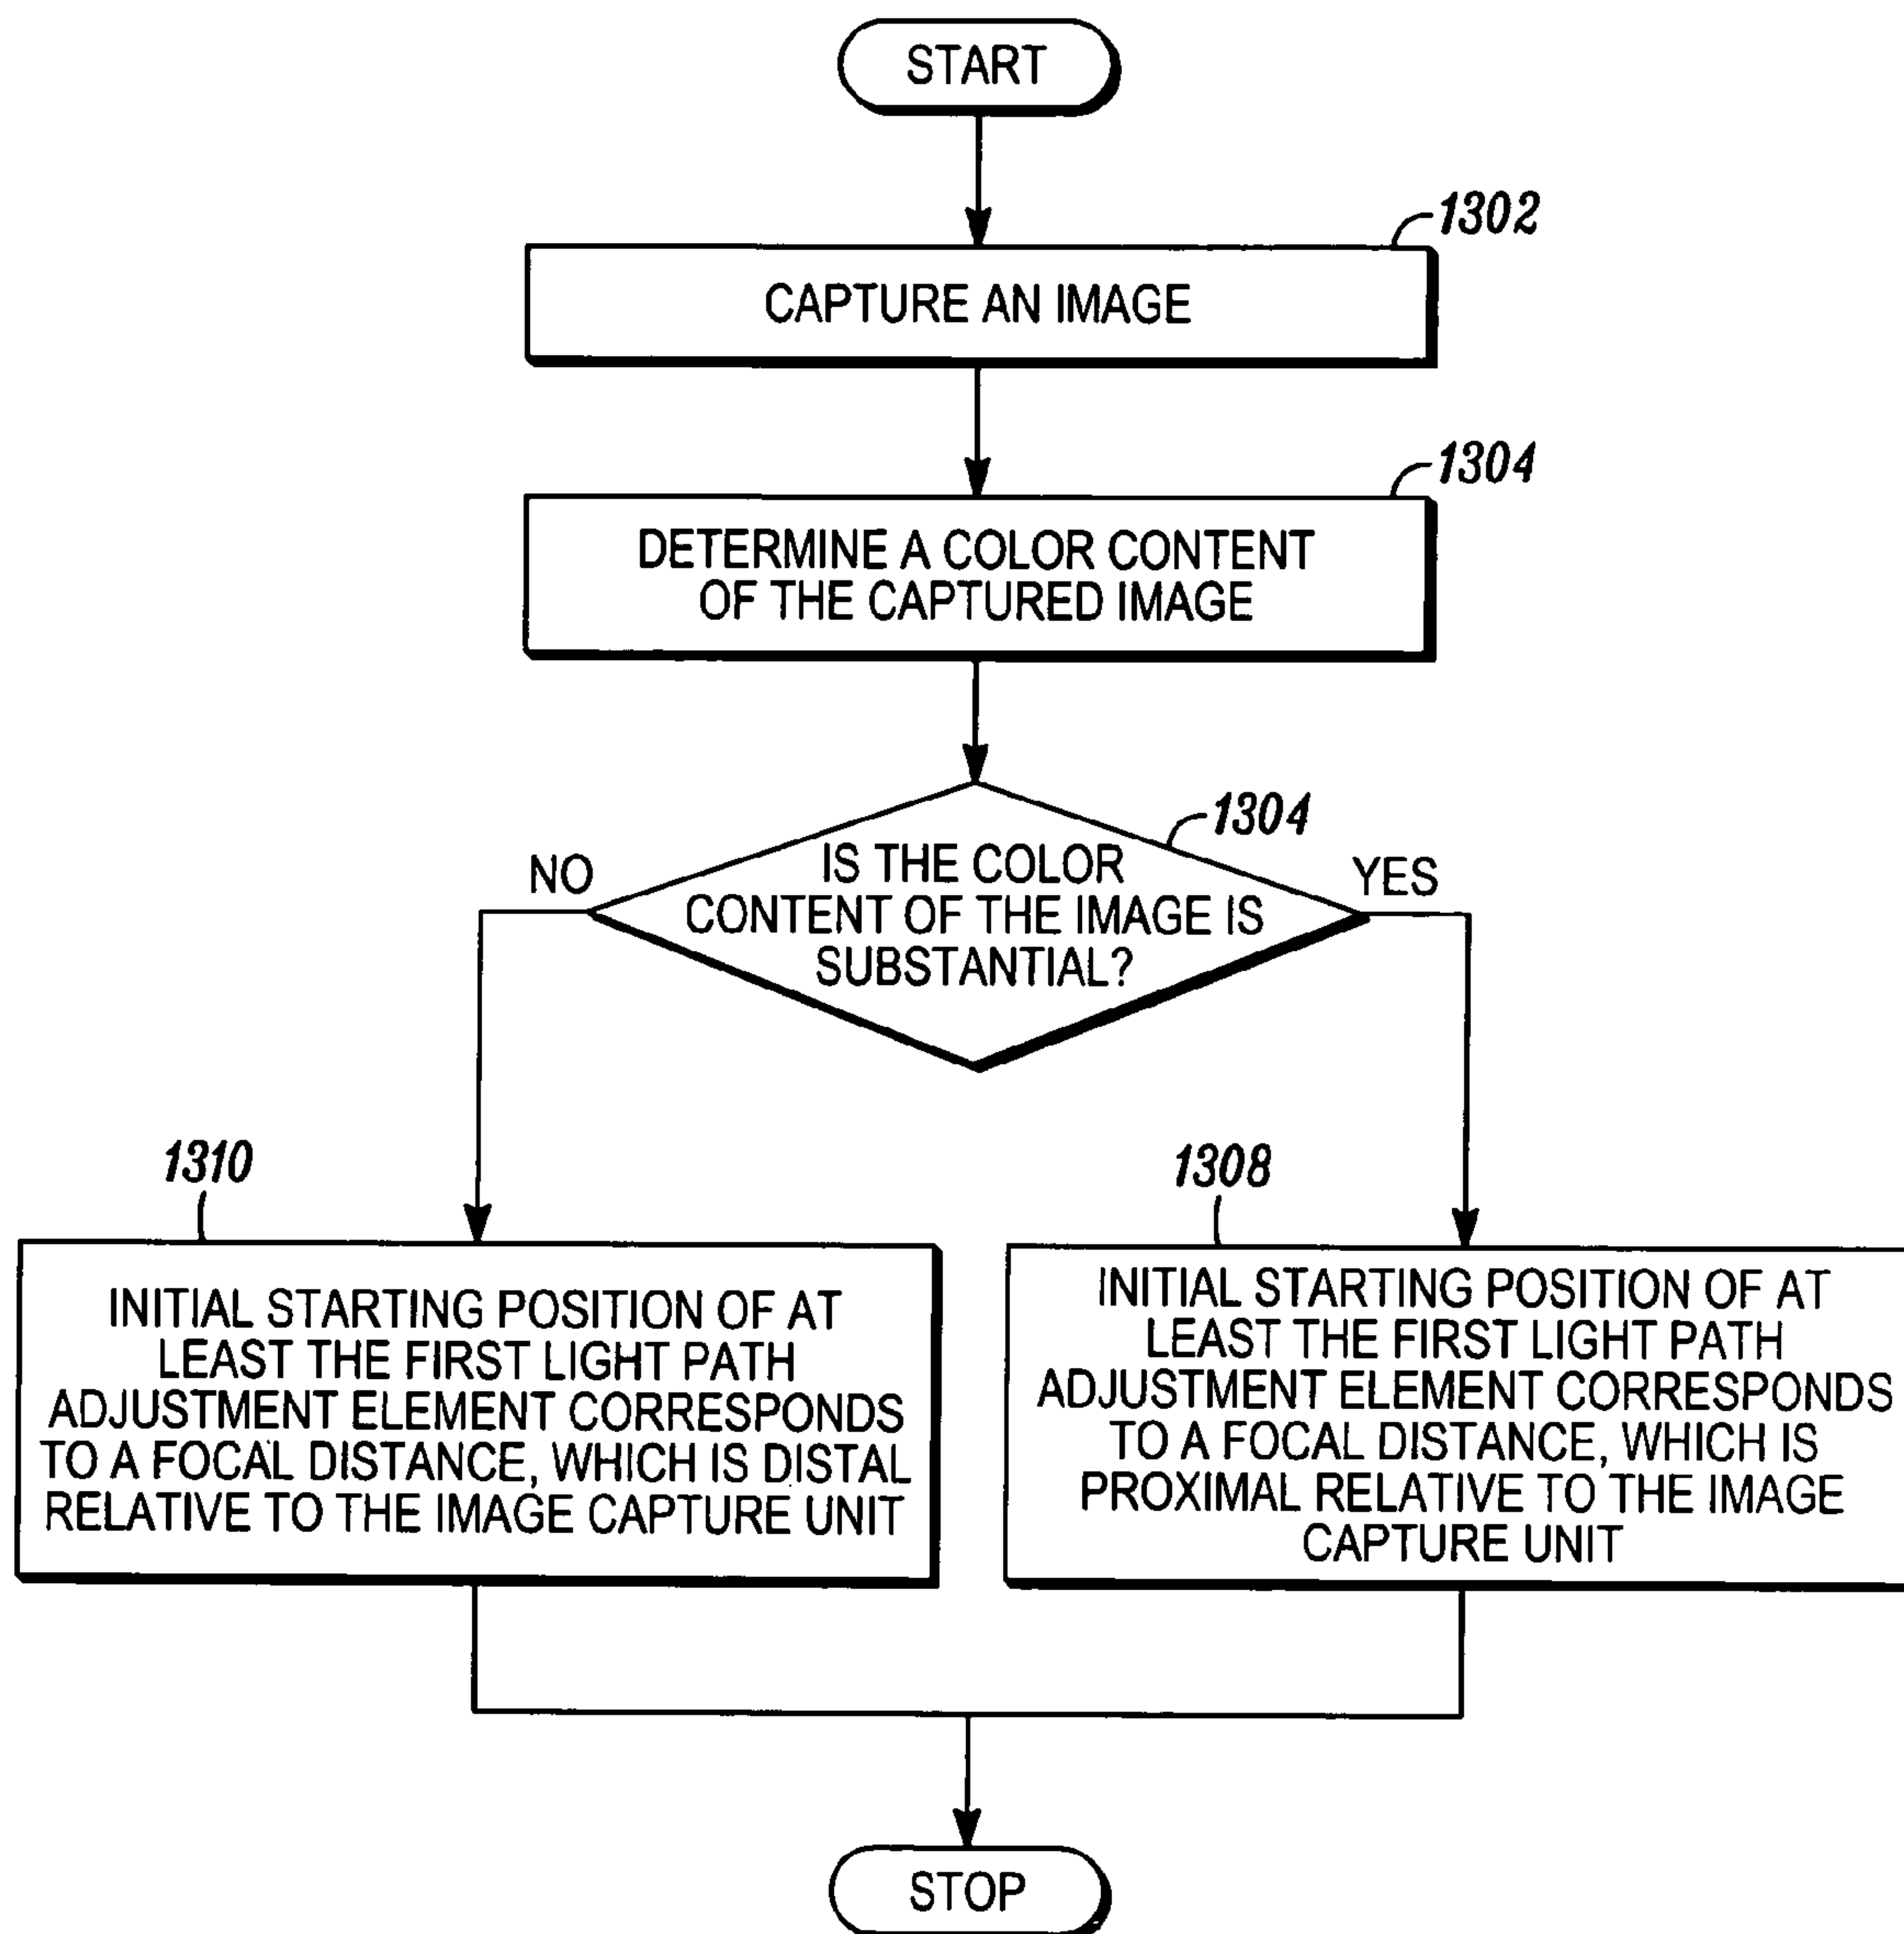 START
1302
CAPTURE AN IMAGE
1304
DETERMINE A COLOR CONTENT
OF THE CAPTURED IMAGE
1304
IS THE COLOR
CONTENT OF THE IMAGE IS
SUBSTANTIAL?
NO
YES
1310
INITIAL STARTING POSITION OF AT
LEAST THE FIRST LIGHT PATH
ADJUSTMENT ELEMENT CORRESPONDS
TO A FOCAL DISTANCE, WHICH IS DISTAL
RELATIVE TO THE IMAGE CAPTURE UNIT
1308
INITIAL STARTING POSITION OF AT
LEAST THE FIRST LIGHT PATH
ADJUSTMENT ELEMENT CORRESPONDS
TO A FOCAL DISTANCE, WHICH IS
PROXIMAL RELATIVE TO THE IMAGE
CAPTURE UNIT
STOP